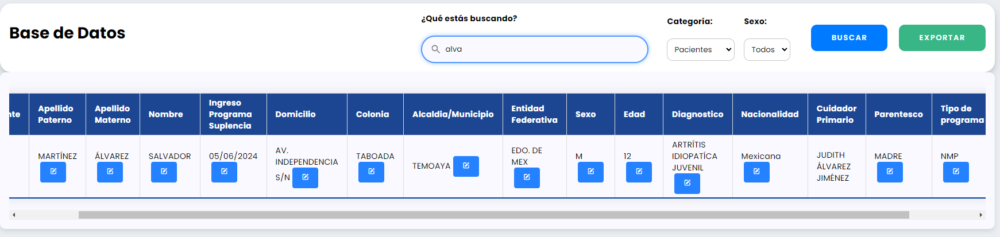 Base de Datos
¿Qué estás buscando?
alva
Categoría:
Pacientes
Sexo:
Todos
BUSCAR
EXPORTAR
nte
Apellido
Paterno
Apellido
Materno
Nombre
Ingreso
Programa
Suplencia
Domicilio
Colonia
Alcaldia/Municipio
Entidad
Federativa
Sexo
Edad
Diagnostico
Nacionalidad
Cuidador
Primario
Parentesco
Tipo de
programa
MARTÍNEZ
ÁLVAREZ
SALVADOR
05/06/2024
AV.
INDEPENDENCIA
S/N
TABOADA
TEMOAYA
EDO. DE
MEX
M
12
ARTRÍTIS
IDIOPATÍCA
JUVENIL
Mexicana
JUDITH
ÁLVAREZ
JIMÉNEZ
MADRE
NMP